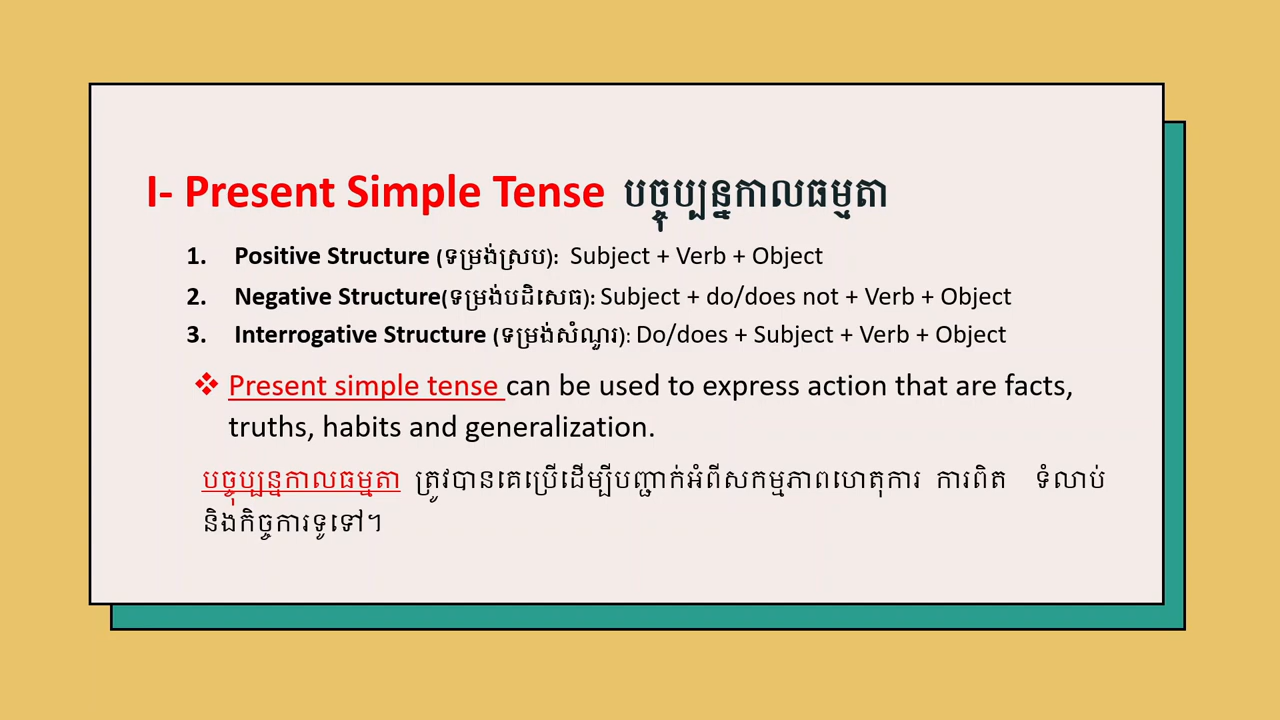 I- Present Simple Tense បច្ចុប្បន្នកាលធម្មតា
1. Positive Structure (ទម្រង់ស្រប): Subject + Verb + Object
2. Negative Structure(ទម្រង់បដិសេធ): Subject + do/does not + Verb + Object
3. Interrogative Structure (ទម្រង់សំណួរ): Do/does + Subject + Verb + Object
❖ Present simple tense can be used to express action that are facts,
truths, habits and generalization.
បច្ចុប្បន្នកាលធម្មតា ត្រូវបានគេប្រើដើម្បីបញ្ជាក់អំពីសកម្មភាពហេតុការ ការពិត ទំលាប់
និងកិច្ចការទូទៅ។